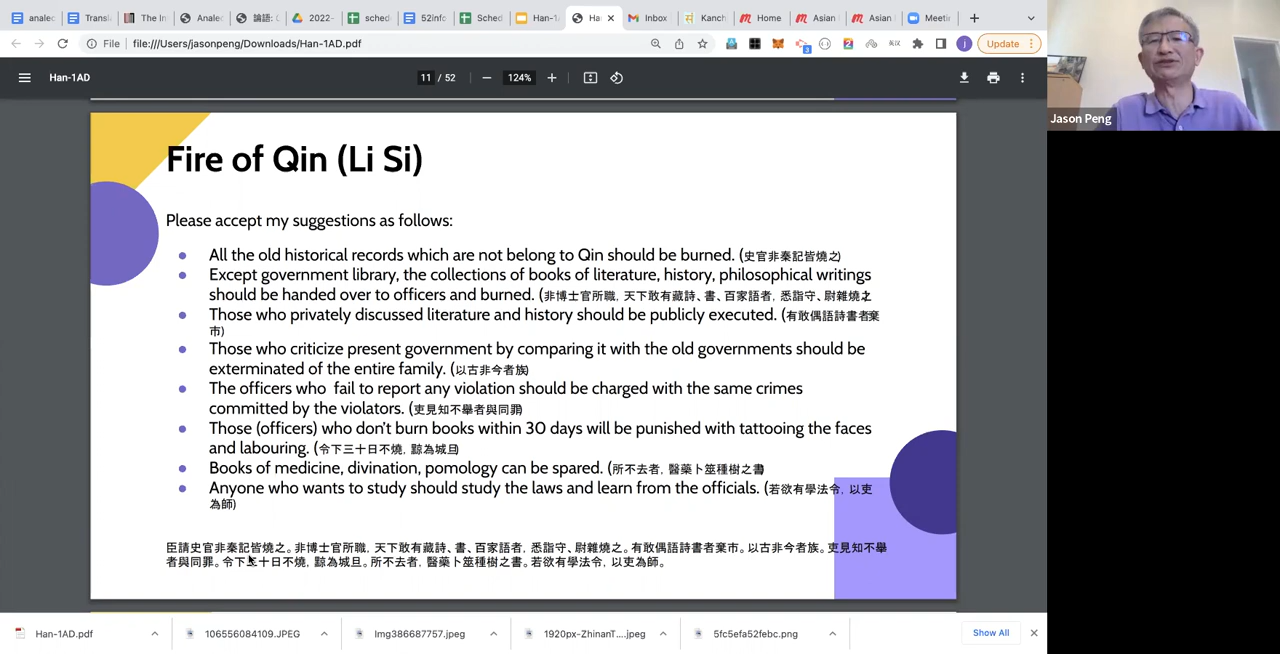 analec
Transl
The In
Analec
論語:
2022-
sched
52info
Sched
Han-1
Ha
Inbox
Kanch
Home
Asian
Asian
Meetin
File
file:///Users/jasonpeng/Downloads/Han-1AD.pdf
Update
Han-1AD
11 / 52
124%
Jason Peng
Fire of Qin (Li Si)
Please accept my suggestions as follows:
All the old historical records which are not belong to Qin should be burned. (史官非秦記皆燒之)
Except government library, the collections of books of literature, history, philosophical writings
should be handed over to officers and burned. (非博士官所職, 天下敢有藏詩、書、百家語者, 悉詣守、尉雜燒之
Those who privately discussed literature and history should be publicly executed. (有敢偶語詩書者棄
市)
Those who criticize present government by comparing it with the old governments should be
exterminated of the entire family. (以古非今者族)
The officers who fail to report any violation should be charged with the same crimes
committed by the violators. (吏見知不舉者與同罪)
Those (officers) who don't burn books within 30 days will be punished with tattooing the faces
and labouring. (令下三十日不燒, 黥為城旦)
Books of medicine, divination, pomology can be spared. (所不去者, 醫藥卜筮種樹之書)
Anyone who wants to study should study the laws and learn from the officials. (若欲有學法令, 以吏
為師)
臣請史官非秦記皆燒之。非博士官所職, 天下敢有藏詩、書、百家語者, 悉詣守、尉雜燒之。有敢偶語詩書者棄市。以古非今者族。吏見知不舉
者與同罪。令下三十日不燒, 黥為城旦。所不去者, 醫藥卜筮種樹之書。若欲有學法令, 以吏為師。
Han-1AD.pdf
106556084109.JPEG
Img386687757.jpeg
1920px-ZhinanT....jpeg
5fc5efa52febc.png
Show All